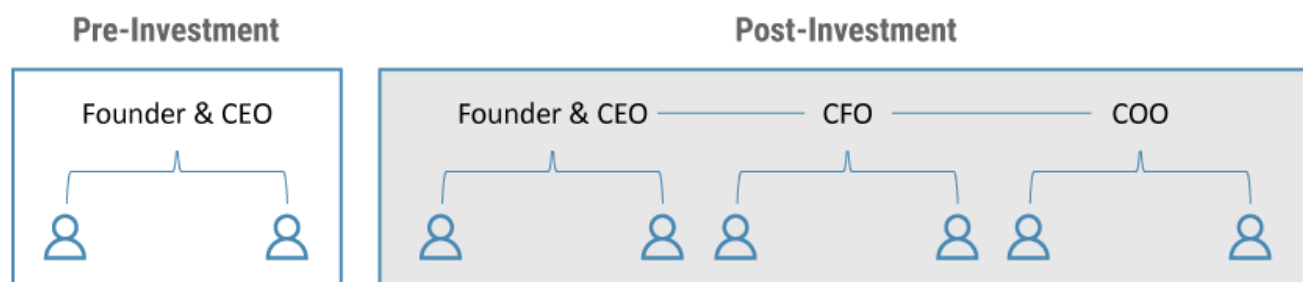 Pre-Investment
Post-Investment
Founder & CEO
Founder & CEO
CFO
COO